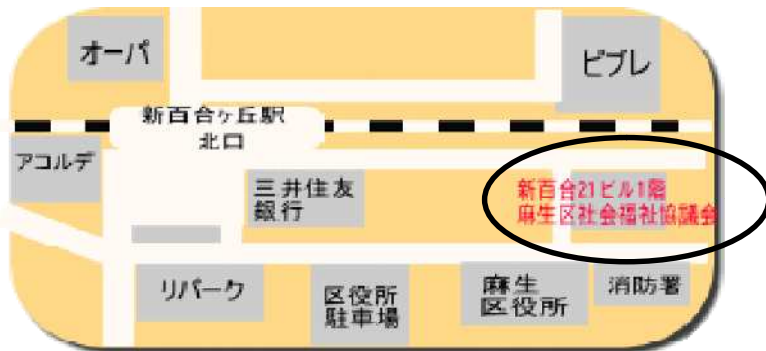 オーパ
ビブレ
新百合ヶ丘駅
北口
アコルデ
三井住友
銀行
新百合21ビル1階
麻生区社会福祉協議会
リパーク
区役所
駐車場
麻生
区役所
消防署